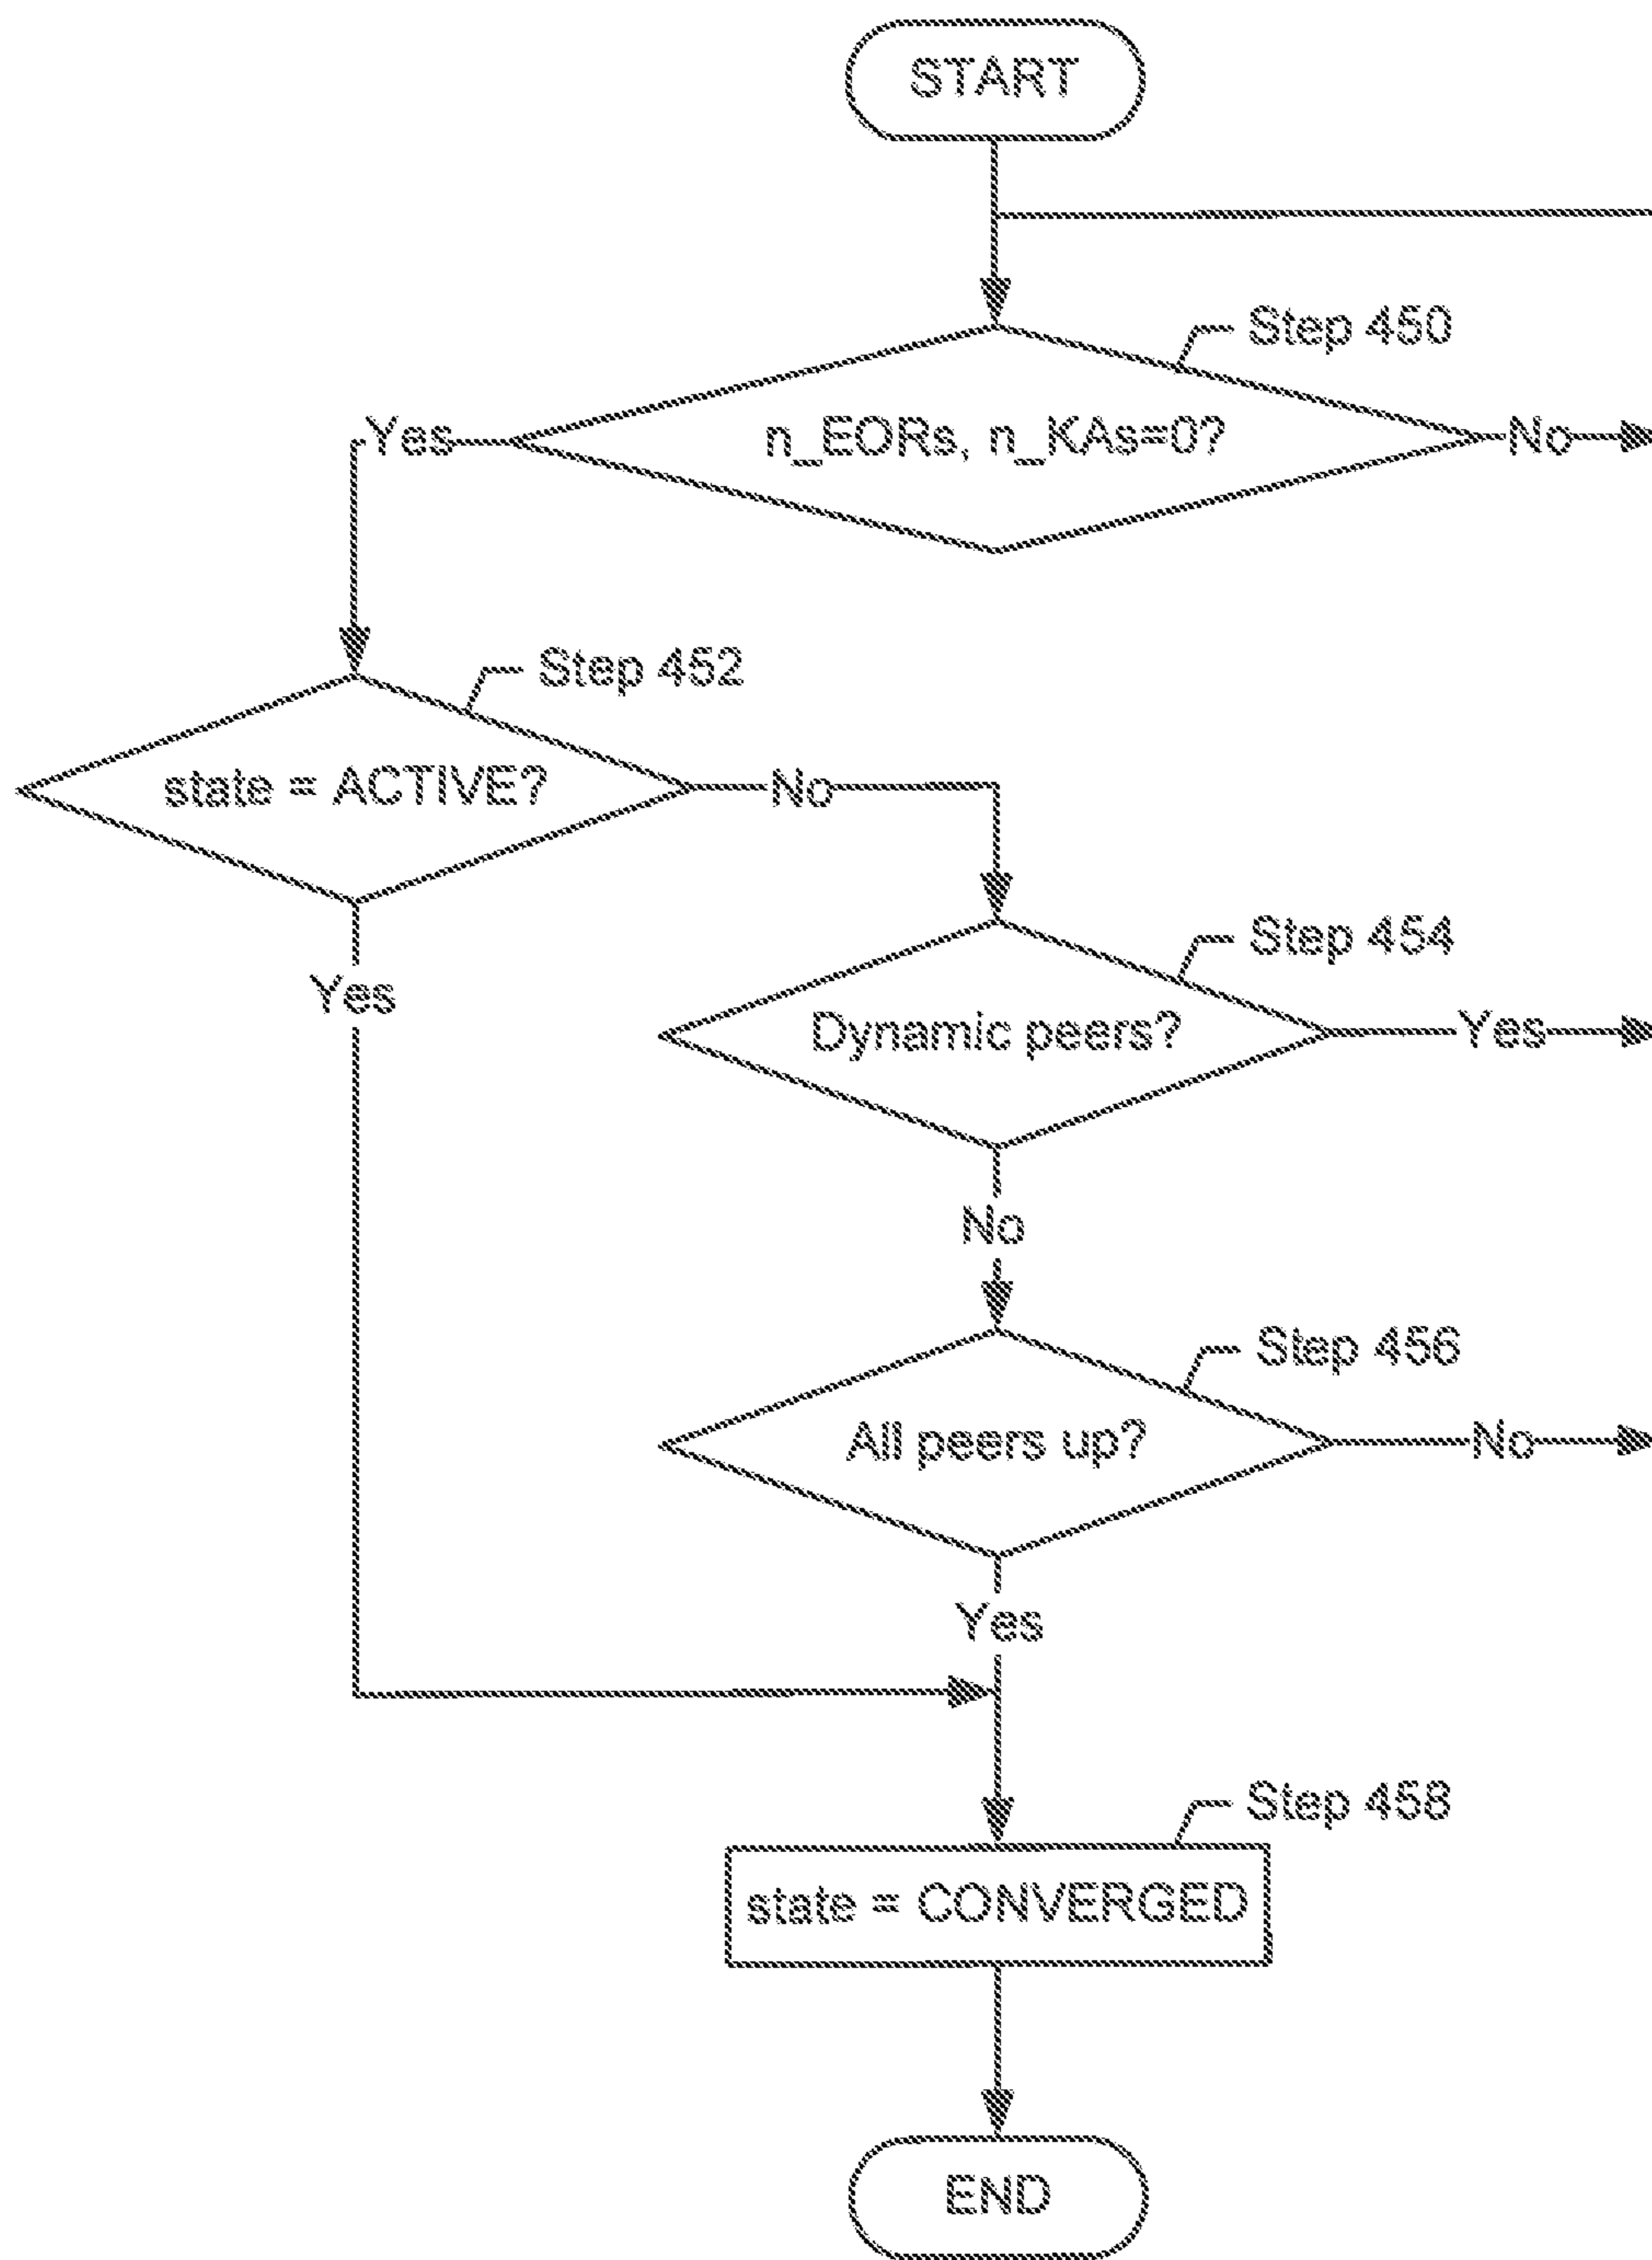 START
Step 450
n_EORs, n_KAs=0?
Yes
No
Step 452
state = ACTIVE?
No
Step 454
Yes
Dynamic peers?
Yes
No
Step 456
All peers up?
No
Yes
Step 458
state = CONVERGED
END